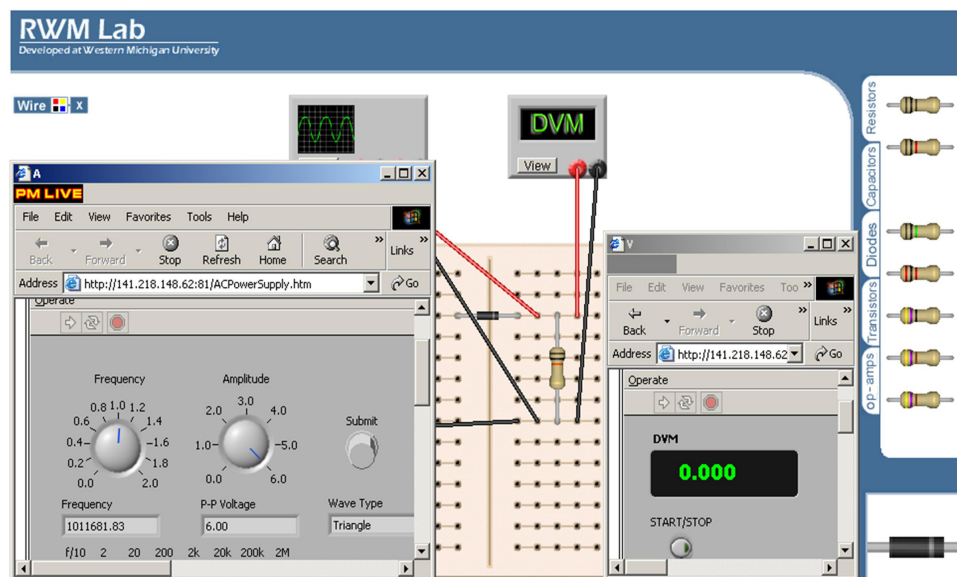 RWM Lab
Developed at Western Michigan University
Wire X
DVM
View
A
PM LIVE
File Edit View Favorites Tools Help
Back Forward Stop Refresh Home Search » Links »
Address http://141.218.148.62:81/ACPowerSupply.htm Go
Operate
Frequency
0.0 0.2 0.4 0.6 0.8 1.0 1.2 1.4 1.6 1.8 2.0
Amplitude
0.0 1.0 2.0 3.0 4.0 5.0 6.0
Submit
Frequency P-P Voltage Wave Type
1011681.83 6.00 Triangle
f/10 2 20 200 2k 20k 200k 2M
V
File Edit View Favorites Too »
Back Forward Stop » Links »
Address http://141.218.148.62 Go
Operate
DVM
0.000
START/STOP
Resistors
Capacitors
Diodes
Transistors
op-amps